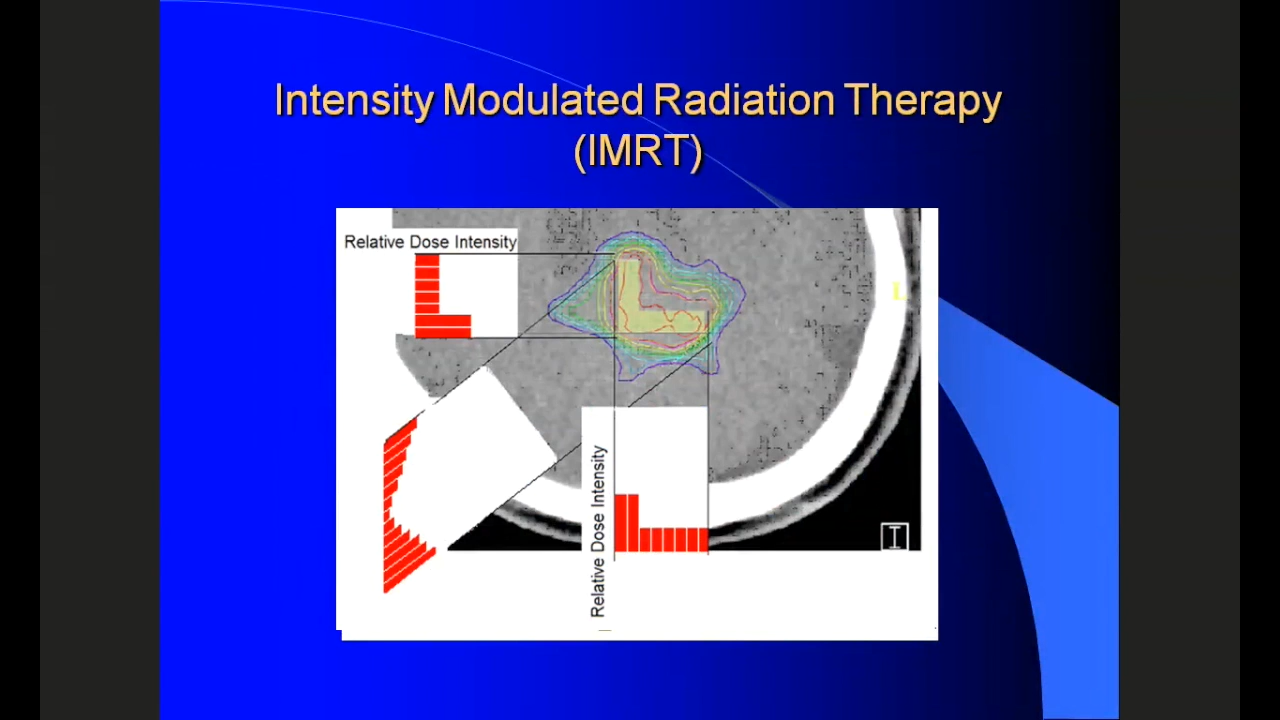 Intensity Modulated Radiation Therapy
(IMRT)
Relative Dose Intensity
L
Relative Dose Intensity
I